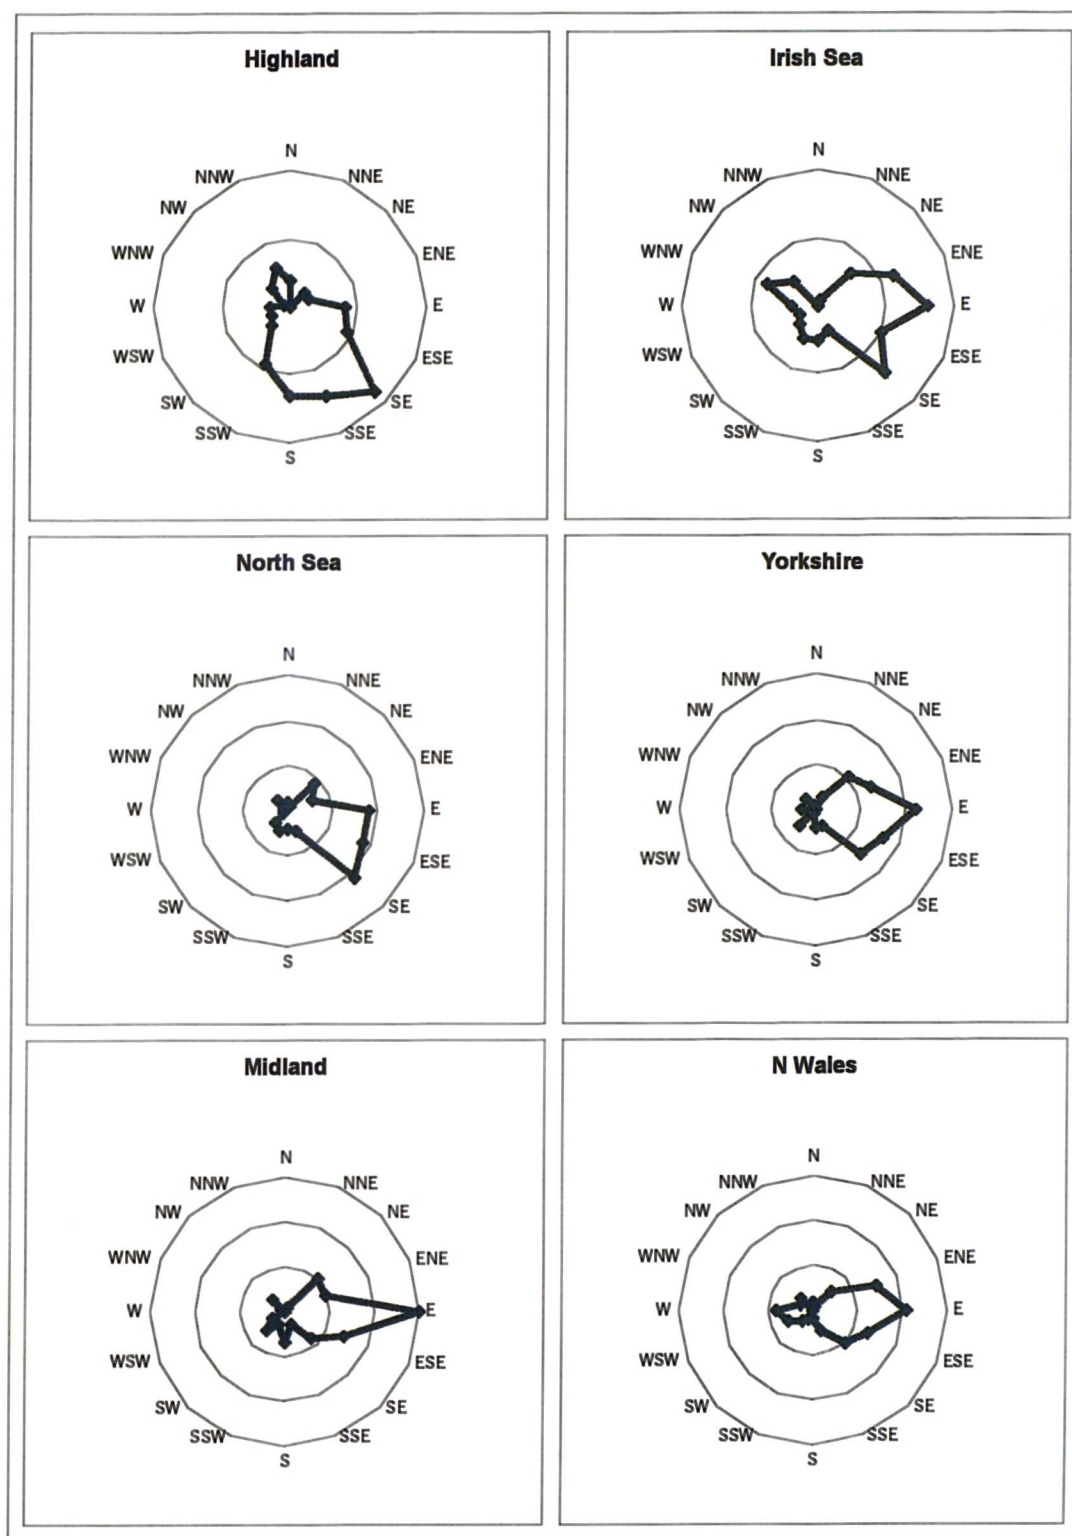 Highland
N
NNW NNE
NW NE
WNW ENE
W E
WSW ESE
SW SE
SSW SSE
S
Irish Sea
N
NNW NNE
NW NE
WNW ENE
W E
WSW ESE
SW SE
SSW SSE
S
North Sea
N
NNW NNE
NW NE
WNW ENE
W E
WSW ESE
SW SE
SSW SSE
S
Yorkshire
N
NNW NNE
NW NE
WNW ENE
W E
WSW ESE
SW SE
SSW SSE
S
Midland
N
NNW NNE
NW NE
WNW ENE
W E
WSW ESE
SW SE
SSW SSE
S
N Wales
N
NNW NNE
NW NE
WNW ENE
W E
WSW ESE
SW SE
SSW SSE
S